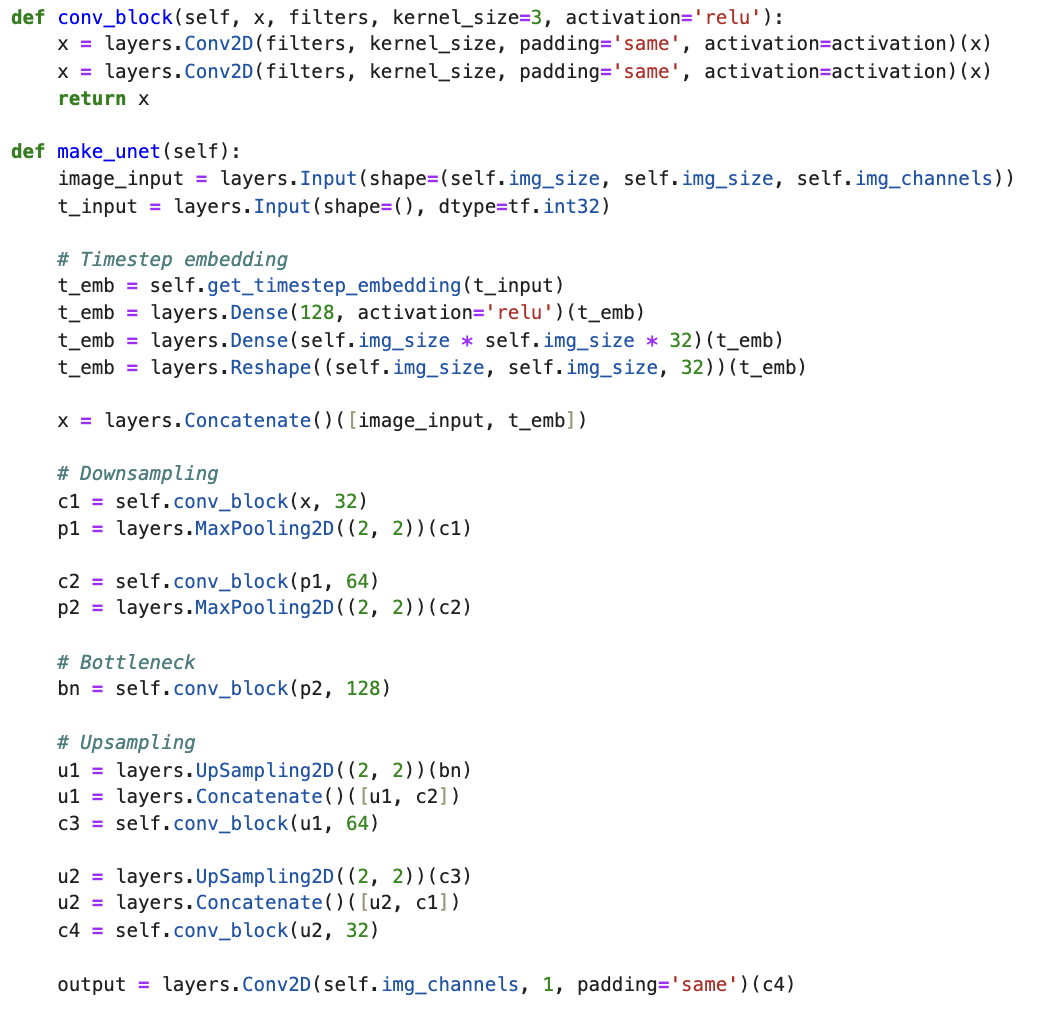 def conv_block(self, x, filters, kernel_size=3, activation='relu'):
    x = layers.Conv2D(filters, kernel_size, padding='same', activation=activation)(x)
    x = layers.Conv2D(filters, kernel_size, padding='same', activation=activation)(x)
    return x

def make_unet(self):
    image_input = layers.Input(shape=(self.img_size, self.img_size, self.img_channels))
    t_input = layers.Input(shape=(), dtype=tf.int32)

    # Timestep embedding
    t_emb = self.get_timestep_embedding(t_input)
    t_emb = layers.Dense(128, activation='relu')(t_emb)
    t_emb = layers.Dense(self.img_size * self.img_size * 32)(t_emb)
    t_emb = layers.Reshape((self.img_size, self.img_size, 32))(t_emb)

    x = layers.Concatenate()([image_input, t_emb])

    # Downsampling
    c1 = self.conv_block(x, 32)
    p1 = layers.MaxPooling2D((2, 2))(c1)

    c2 = self.conv_block(p1, 64)
    p2 = layers.MaxPooling2D((2, 2))(c2)

    # Bottleneck
    bn = self.conv_block(p2, 128)

    # Upsampling
    u1 = layers.UpSampling2D((2, 2))(bn)
    u1 = layers.Concatenate()([u1, c2])
    c3 = self.conv_block(u1, 64)

    u2 = layers.UpSampling2D((2, 2))(c3)
    u2 = layers.Concatenate()([u2, c1])
    c4 = self.conv_block(u2, 32)

    output = layers.Conv2D(self.img_channels, 1, padding='same')(c4)